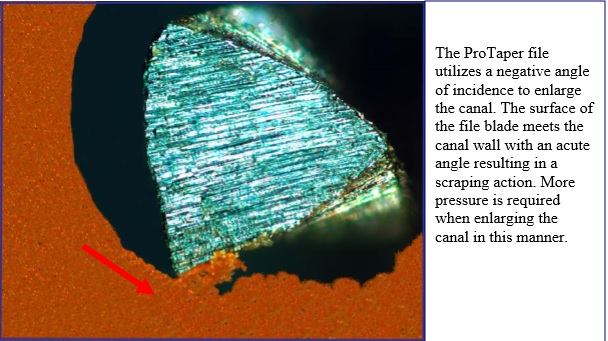 The ProTaper file
utilizes a negative angle
of incidence to enlarge
the canal. The surface of
the file blade meets the
canal wall with an acute
angle resulting in a
scraping action. More
pressure is required
when enlarging the
canal in this manner.